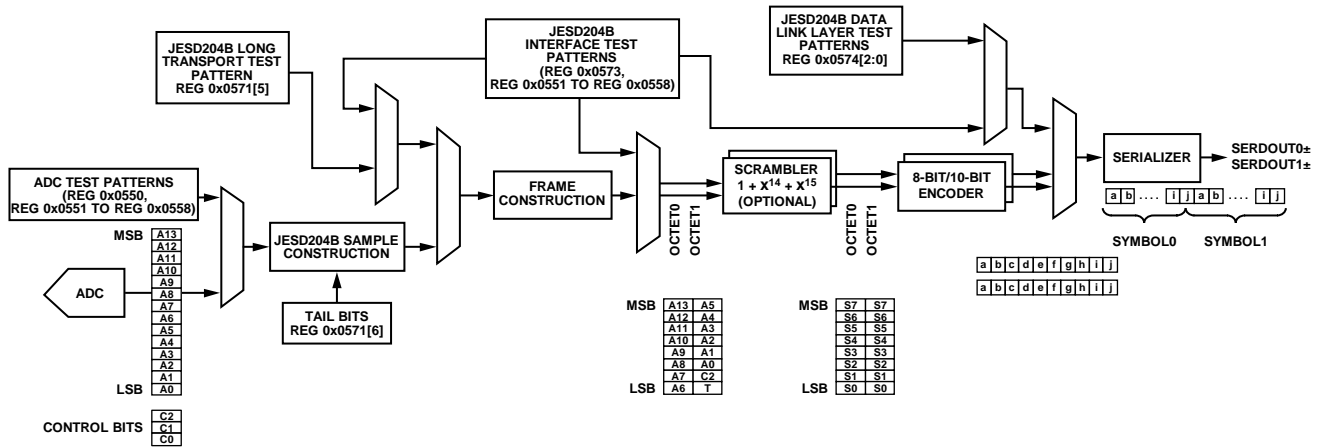 JESD204B LONG
TRANSPORT TEST
PATTERN
REG 0x0571[5]
JESD204B
INTERFACE TEST
PATTERNS
(REG 0x0573,
REG 0x0551 TO REG 0x0558)
JESD204B DATA
LINK LAYER TEST
PATTERNS
REG 0x0574[2:0]
ADC TEST PATTERNS
(REG 0x0550,
REG 0x0551 TO REG 0x0558)
FRAME
CONSTRUCTION
SCRAMBLER
1 + X14 + X15
(OPTIONAL)
8-BIT/10-BIT
ENCODER
SERIALIZER
SERDOUT0±
SERDOUT1±
a b .... i j a b .... i j
SYMBOL0 SYMBOL1
OCTET0
OCTET1
OCTET0
OCTET1
JESD204B SAMPLE
CONSTRUCTION
TAIL BITS
REG 0x0571[6]
ADC
MSB A13
A12
A11
A10
A9
A8
A7
A6
A5
A4
A3
A2
A1
LSB A0
CONTROL BITS
C2
C1
C0
MSB A13 A5
A12 A4
A11 A3
A10 A2
A9 A1
A8 A0
A7 C2
LSB A6 T
MSB S7 S7
S6 S6
S5 S5
S4 S4
S3 S3
S2 S2
S1 S1
LSB S0 S0
a b c d e f g h i j
a b c d e f g h i j